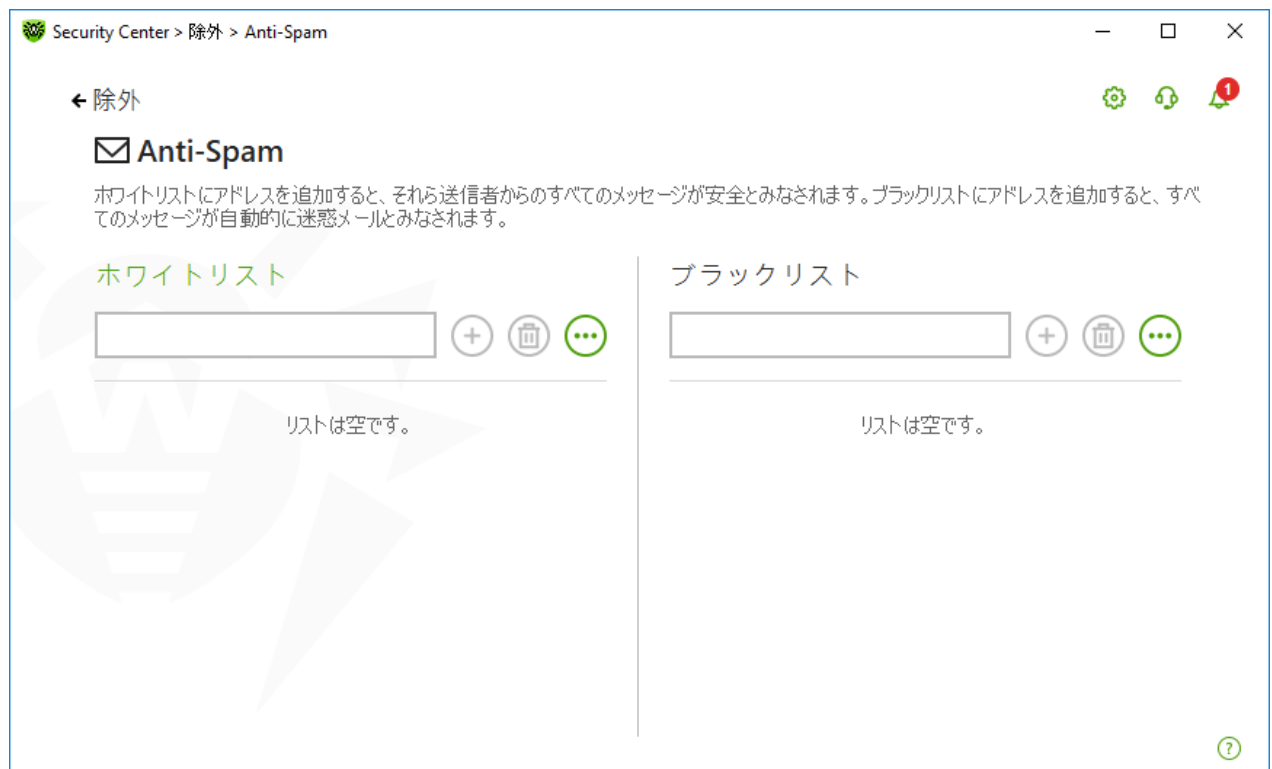 Security Center > 除外 > Anti-Spam
除外
1
Anti-Spam
ホワイトリストにアドレスを追加すると、それら送信者からのすべてのメッセージが安全とみなされます。ブラックリストにアドレスを追加すると、すべ
てのメッセージが自動的に迷惑メールとみなされます。
ホワイトリスト
リストは空です。
ブラックリスト
リストは空です。
?